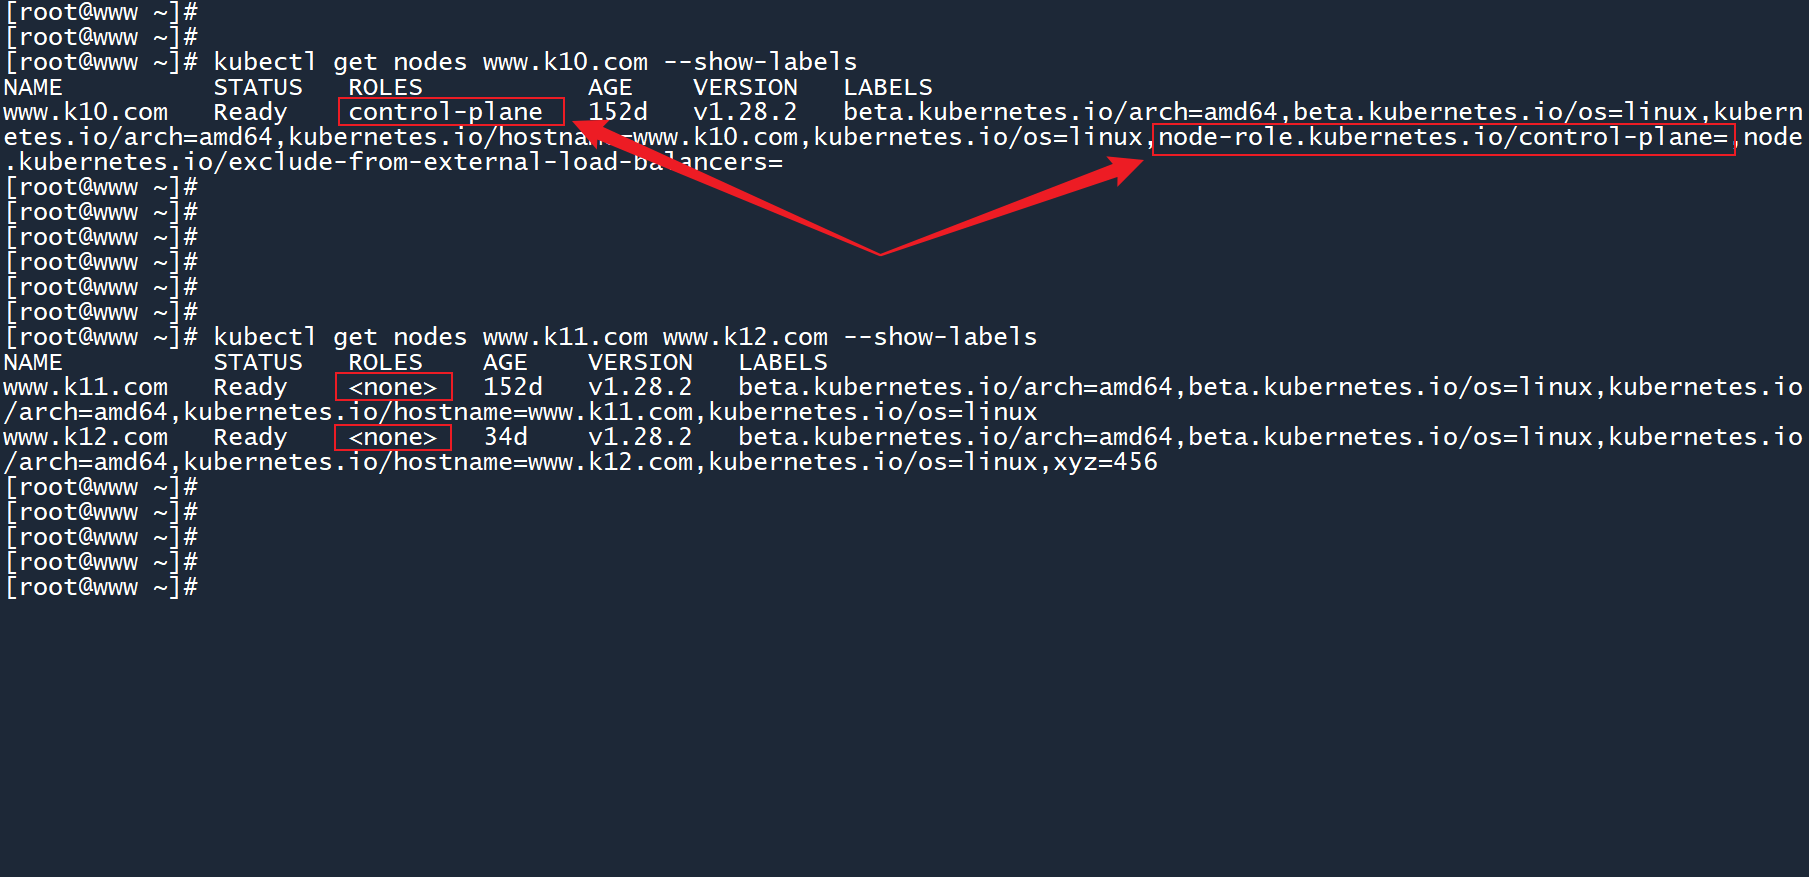 [root@www ~]#
[root@www ~]#
[root@www ~]# kubectl get nodes www.k10.com --show-labels
NAME STATUS ROLES AGE VERSION LABELS
www.k10.com Ready control-plane 152d v1.28.2 beta.kubernetes.io/arch=amd64,beta.kubernetes.io/os=linux,kubern
etes.io/arch=amd64,kubernetes.io/hostname=www.k10.com,kubernetes.io/os=linux,node-role.kubernetes.io/control-plane=,node
.kubernetes.io/exclude-from-external-load-balancers=
[root@www ~]#
[root@www ~]#
[root@www ~]#
[root@www ~]#
[root@www ~]#
[root@www ~]#
[root@www ~]# kubectl get nodes www.k11.com www.k12.com --show-labels
NAME STATUS ROLES AGE VERSION LABELS
www.k11.com Ready <none> 152d v1.28.2 beta.kubernetes.io/arch=amd64,beta.kubernetes.io/os=linux,kubernetes.io
/arch=amd64,kubernetes.io/hostname=www.k11.com,kubernetes.io/os=linux
www.k12.com Ready <none> 34d v1.28.2 beta.kubernetes.io/arch=amd64,beta.kubernetes.io/os=linux,kubernetes.io
/arch=amd64,kubernetes.io/hostname=www.k12.com,kubernetes.io/os=linux,xyz=456
[root@www ~]#
[root@www ~]#
[root@www ~]#
[root@www ~]#
[root@www ~]#